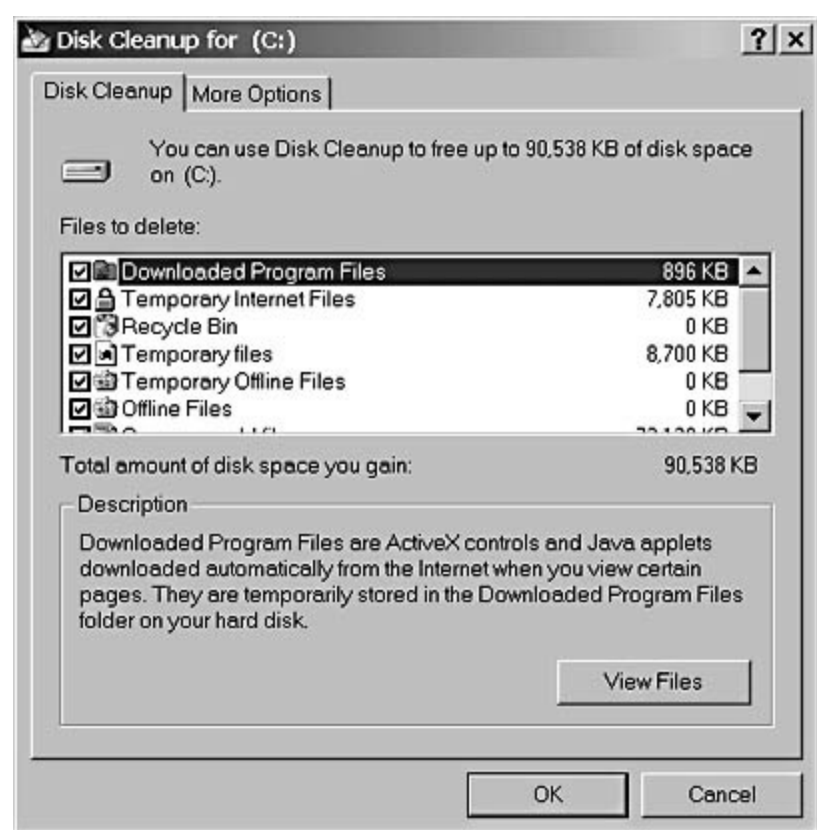 Disk Cleanup for (C:)
Disk Cleanup
More Options
You can use Disk Cleanup to free up to 90,538 KB of disk space
on (C:).
Files to delete:
Downloaded Program Files 896 KB
Temporary Internet Files 7,805 KB
Recycle Bin 0 KB
Temporary files 8,700 KB
Temporary Offline Files 0 KB
Offline Files 0 KB
Total amount of disk space you gain: 90,538 KB
Description
Downloaded Program Files are ActiveX controls and Java applets
downloaded automatically from the Internet when you view certain
pages. They are temporarily stored in the Downloaded Program Files
folder on your hard disk.
View Files
OK
Cancel